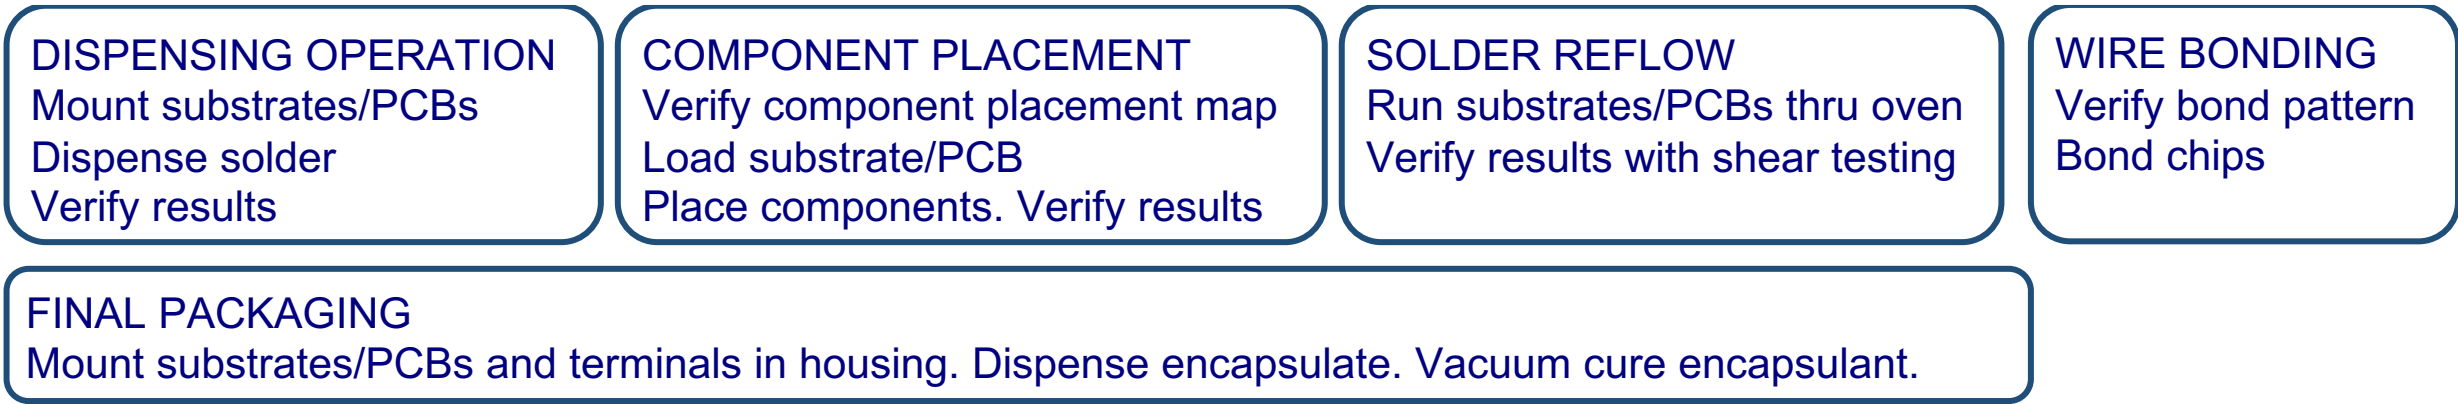 DISPENSING OPERATION
Mount substrates/PCBs
Dispense solder
Verify results
COMPONENT PLACEMENT
Verify component placement map
Load substrate/PCB
Place components. Verify results
SOLDER REFLOW
Run substrates/PCBs thru oven
Verify results with shear testing
WIRE BONDING
Verify bond pattern
Bond chips
FINAL PACKAGING
Mount substrates/PCBs and terminals in housing. Dispense encapsulate. Vacuum cure encapsulant.